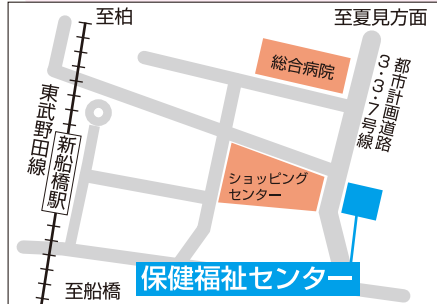 至柏
至夏見方面
総合病院
都市計画道路
3・3・7号線
東武野田線
新船橋駅
ショッピング
センター
保健福祉センター
至船橋